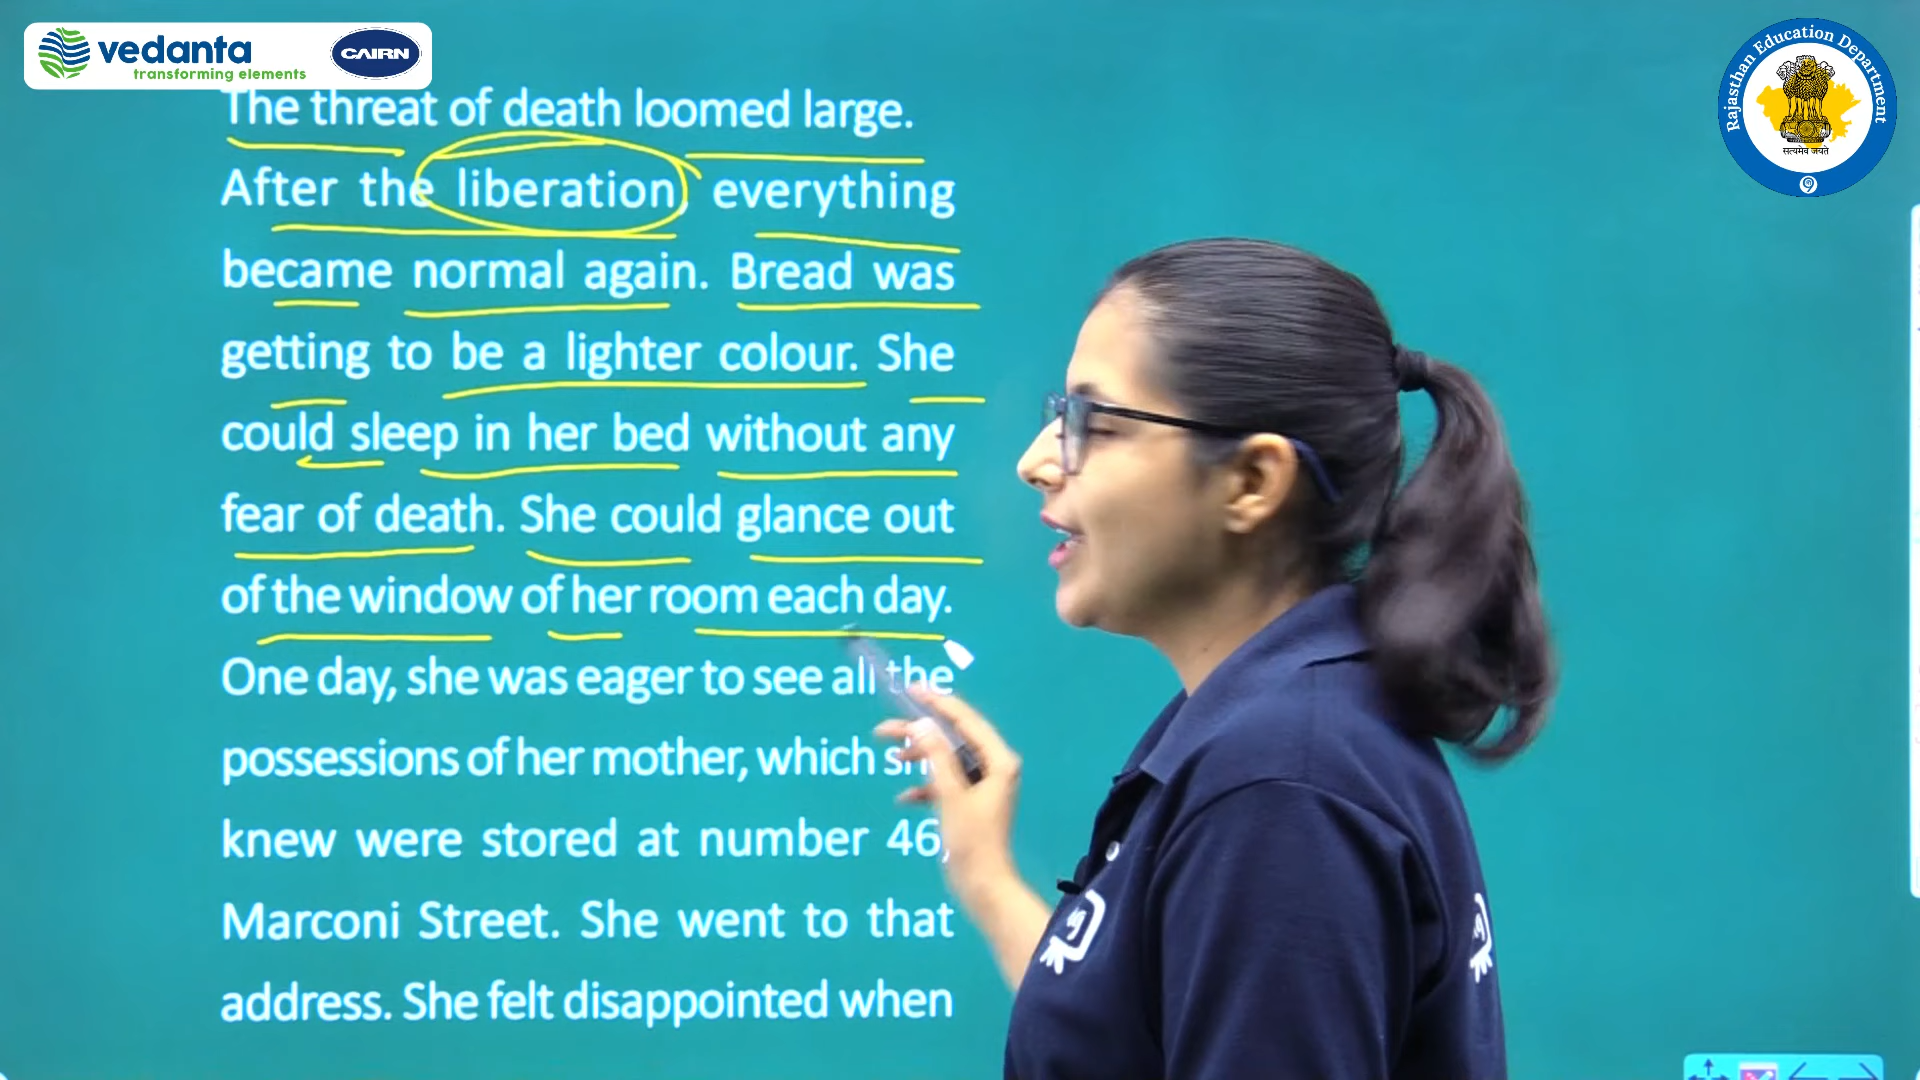 vedanta
transforming elements
CAIRN
Rajasthan Education Department
सत्यमेव जयते
The threat of death loomed large.
After the liberation, everything
became normal again. Bread was
getting to be a lighter colour. She
could sleep in her bed without any
fear of death. She could glance out
of the window of her room each day.
One day, she was eager to see all the
possessions of her mother, which
knew were stored at number 46,
Marconi Street. She went to that
address. She felt disappointed when